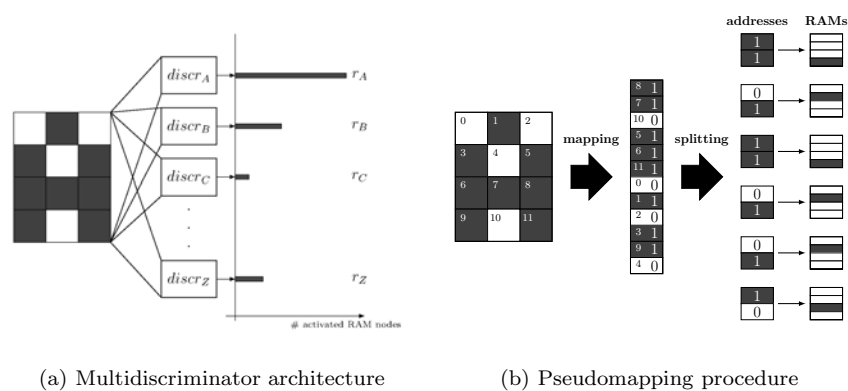 discr_A
r_A
discr_B
r_B
discr_C
r_C
.
.
.
discr_Z
r_Z
# activated RAM nodes
(a) Multidiscriminator architecture
0 1 2
3 4 5
6 7 8
9 10 11
mapping
8 1
7 1
10 0
5 1
6 1
11 1
0 0
1 1
2 0
3 1
9 1
4 0
splitting
addresses RAMs
1
1
0
1
1
1
0
1
0
1
1
0
(b) Pseudomapping procedure